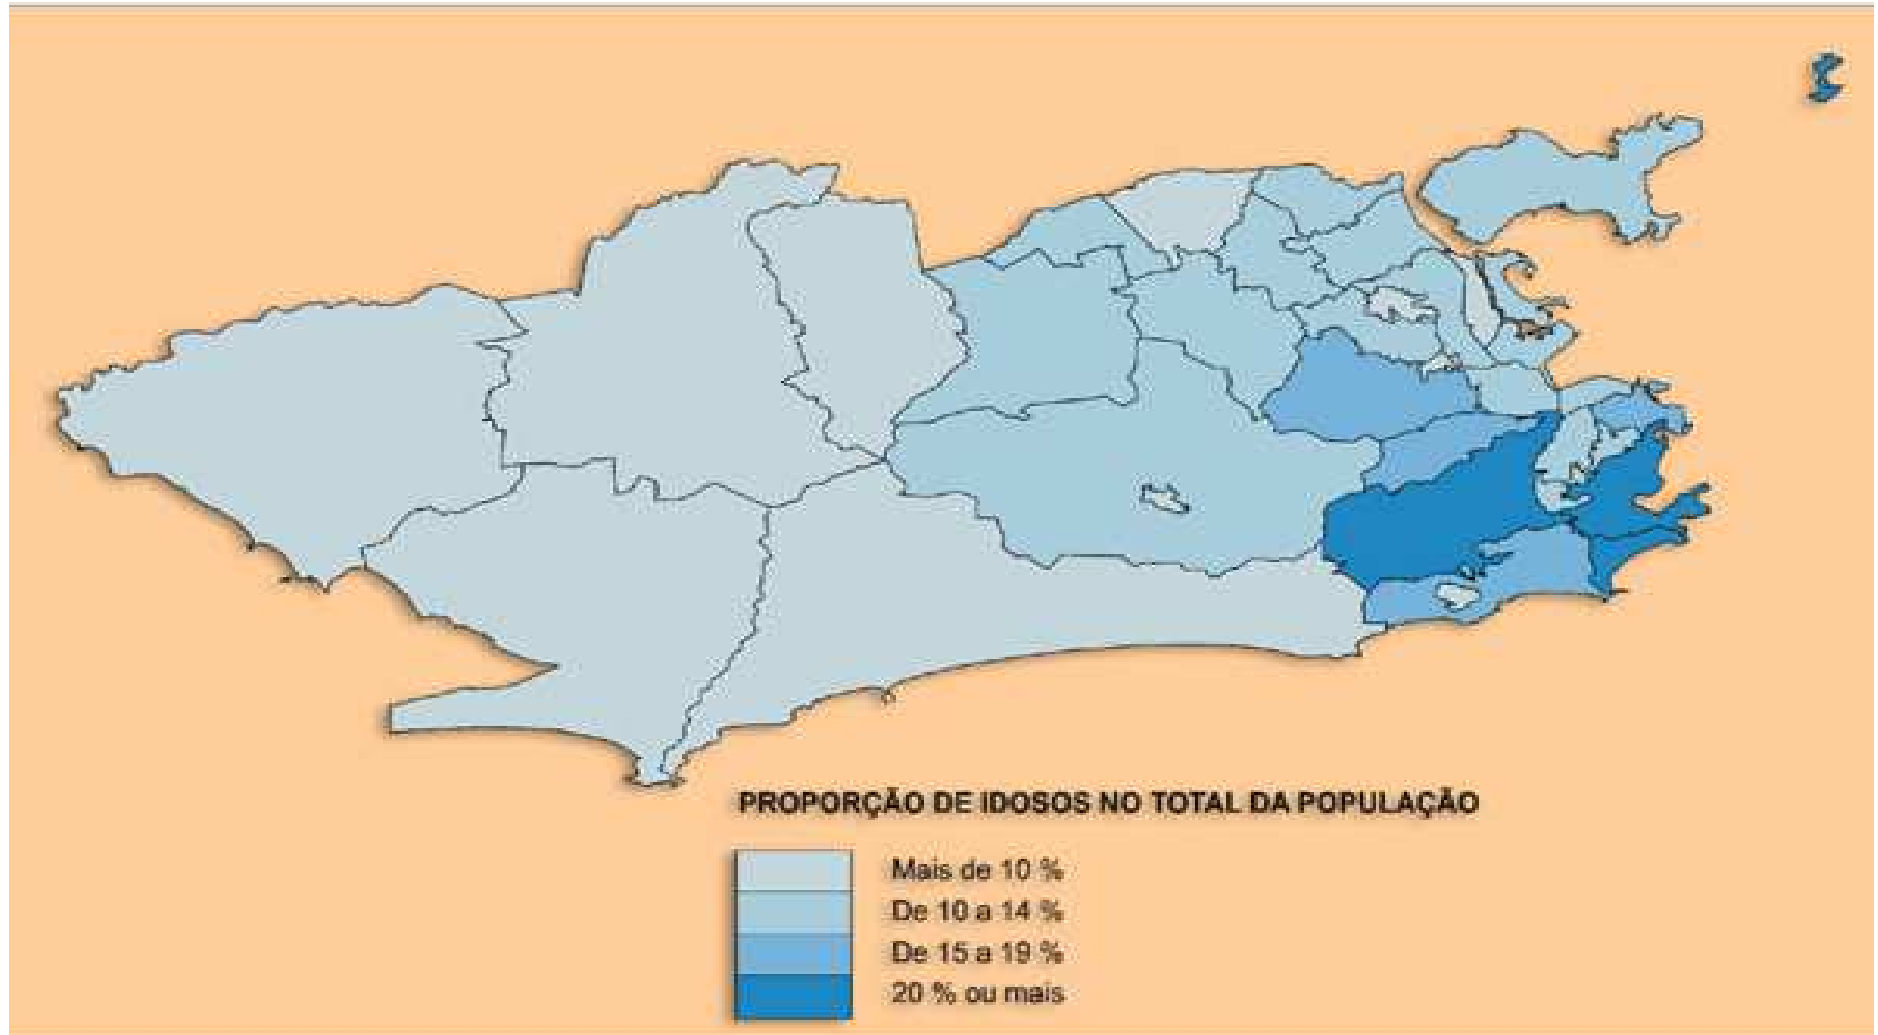 PROPORÇÃO DE IDOSOS NO TOTAL DA POPULAÇÃO
Mais de 10 %
De 10 a 14 %
De 15 a 19 %
20 % ou mais